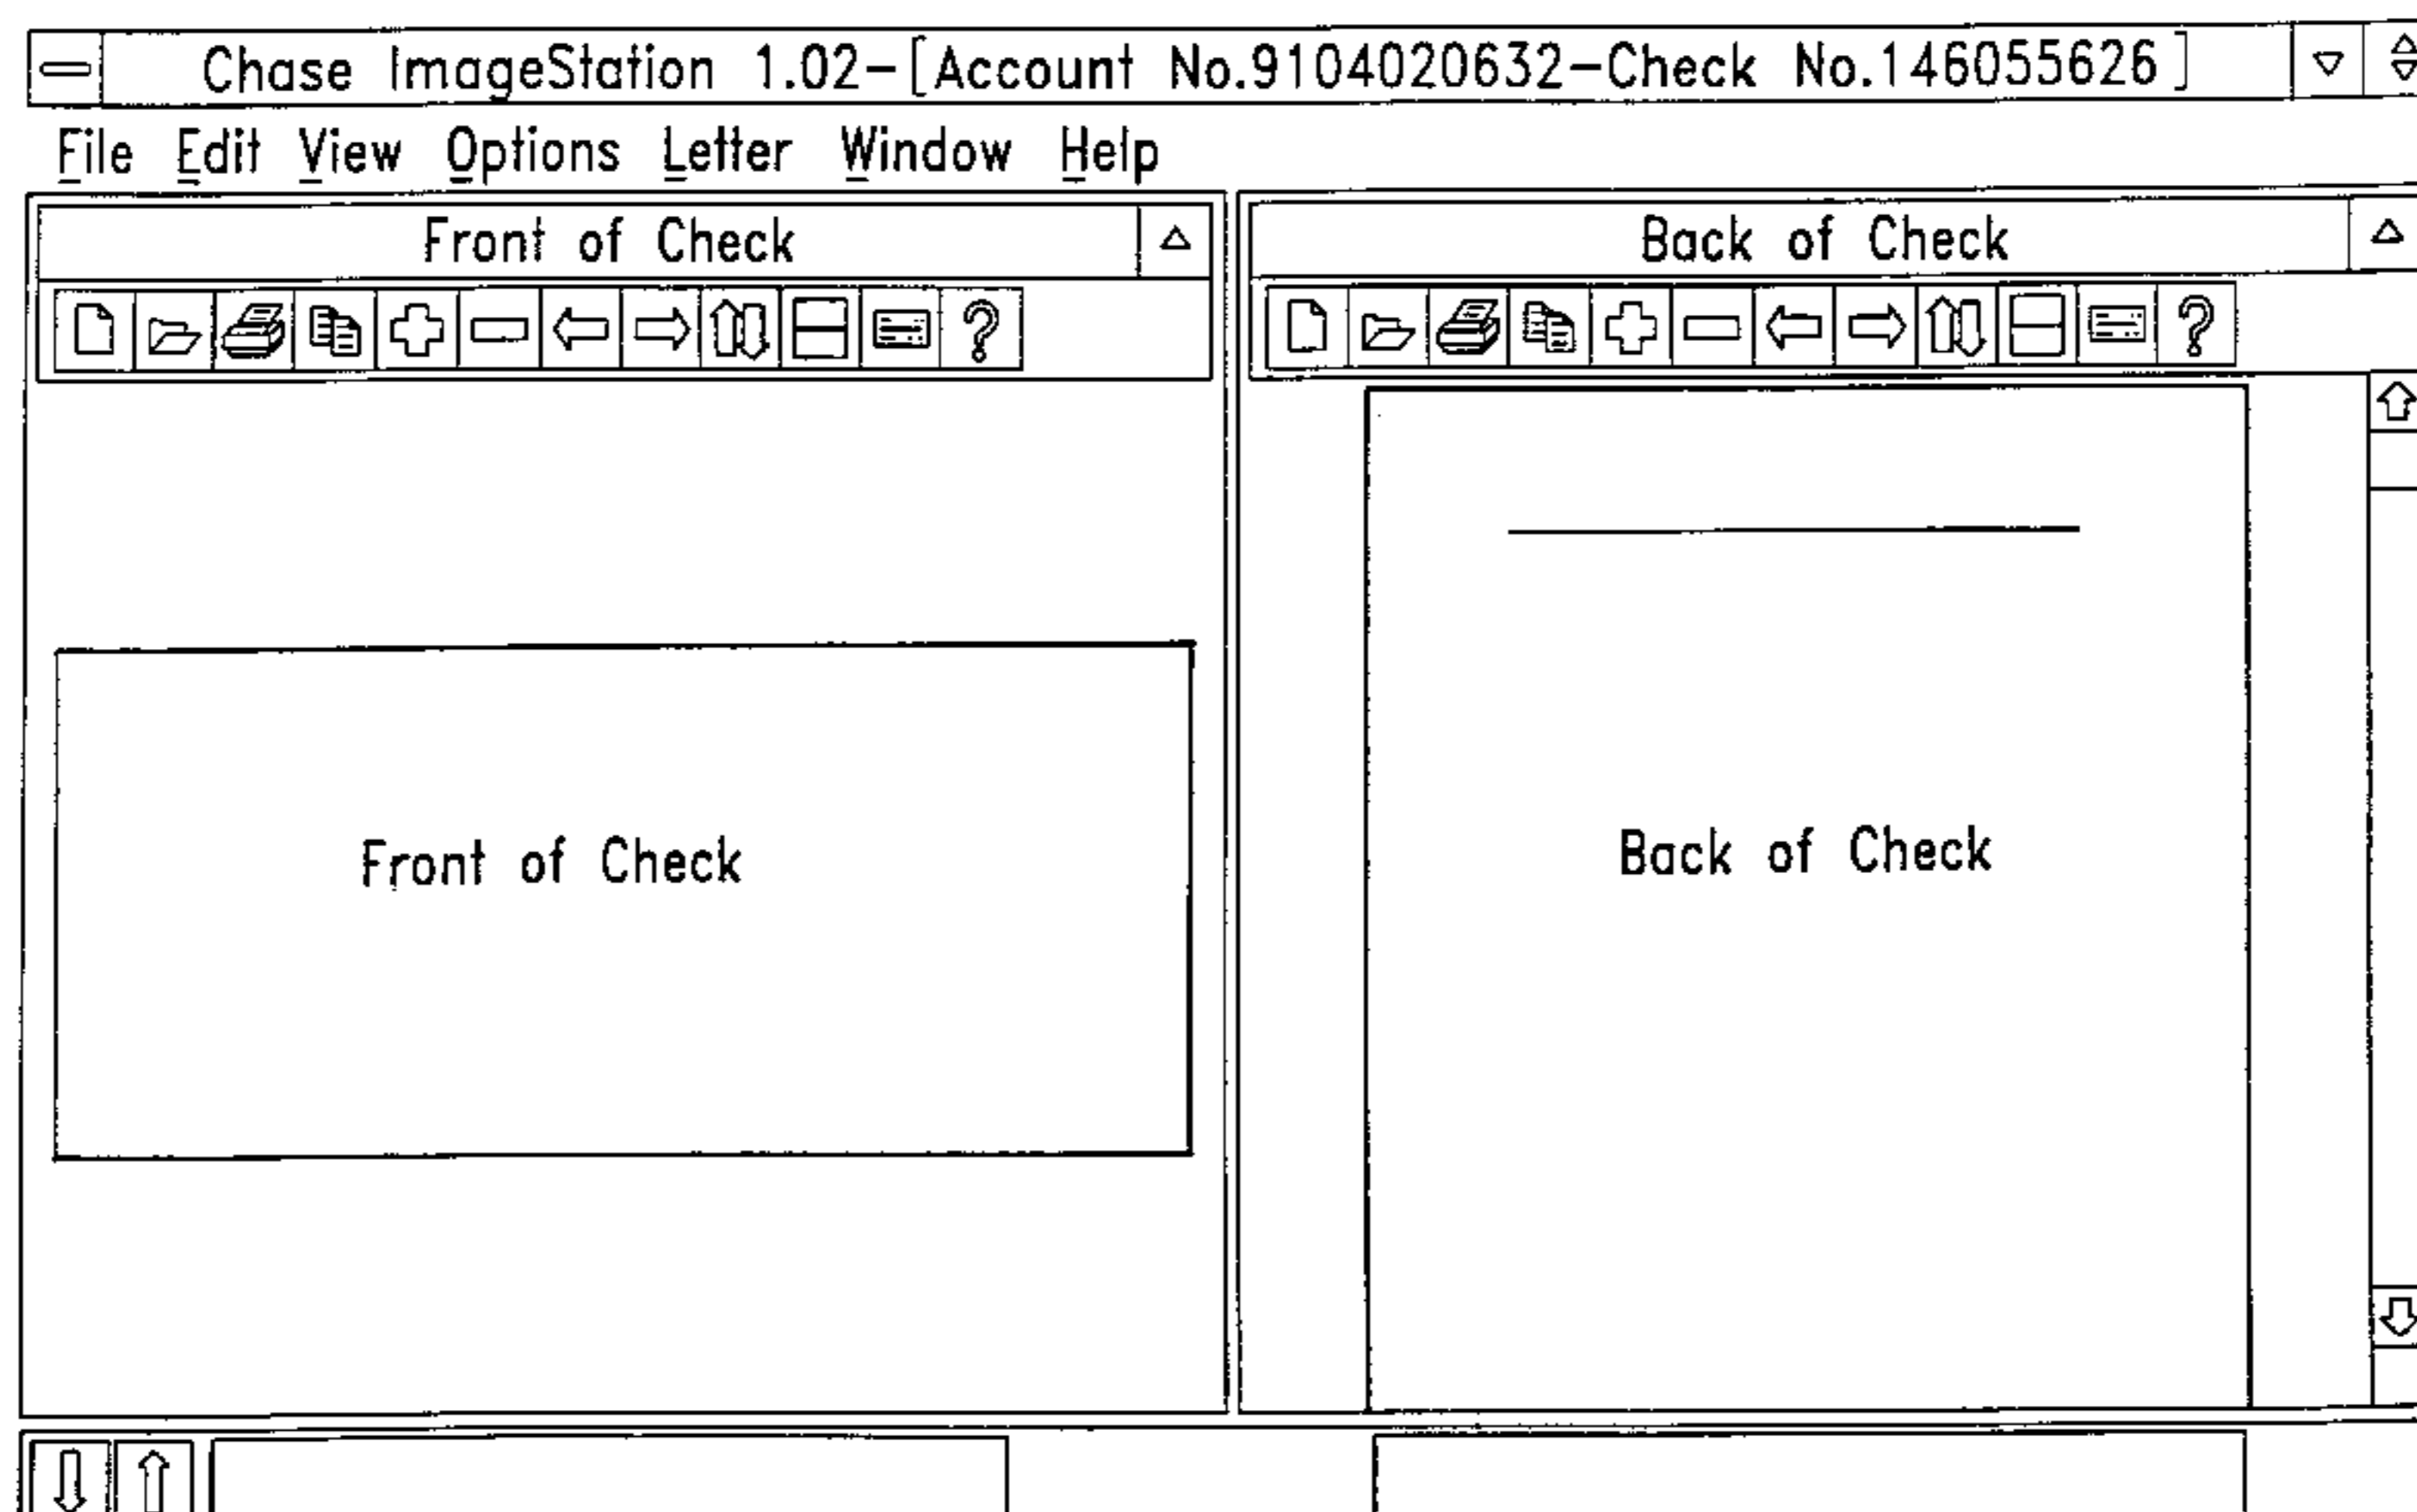 Chase ImageStation 1.02-[Account No.9104020632-Check No.146055626]
File Edit View Options Letter Window Help
Front of Check
Back of Check
Front of Check
Back of Check